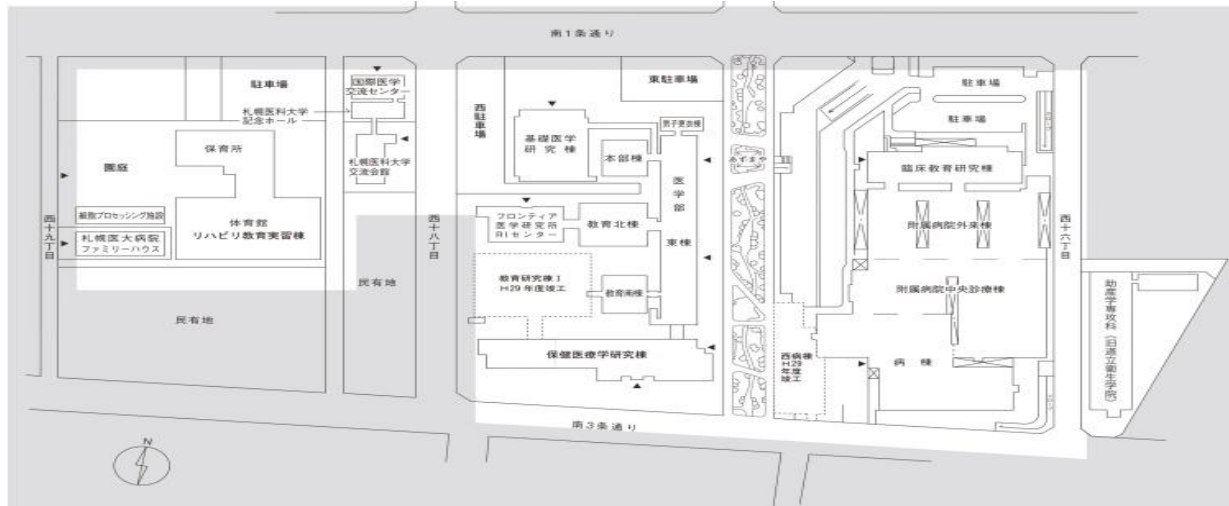 南1条通り
駐車場
国際医学
交流センター
札幌医科大学
記念ホール
保育所
園庭
札幌医科大学
交流会館
細胞プロセッシング施設
札幌医大病院
ファミリーハウス
体育館
リハビリ教育実習棟
西十九丁目
西十八丁目
民有地
民有地
西駐車場
東駐車場
基礎医学
研究棟
男子更衣棟
本部棟
医学部
東棟
フロンティア
医学研究所
RIセンター
教育北棟
教育研究棟Ⅰ
H29年度竣工
教育南棟
保健医療学研究棟
あずまや
駐車場
駐車場
臨床教育研究棟
附属病院外来棟
附属病院中央診療棟
西病棟
H29
年度
竣工
病棟
西十六丁目
助産学専攻科(旧道立衛生学院)
南3条通り
N